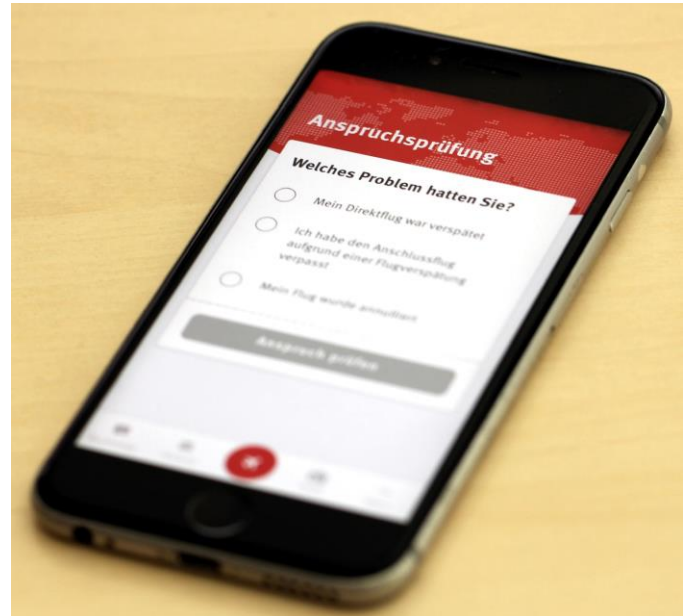 Anspruchsprüfung
Welches Problem hatten Sie?
Mein Direktflug war verspätet
Ich habe den Anschlussflug
aufgrund einer Flugverspätung
verpasst
Mein Flug wurde annulliert
Anspruch prüfen